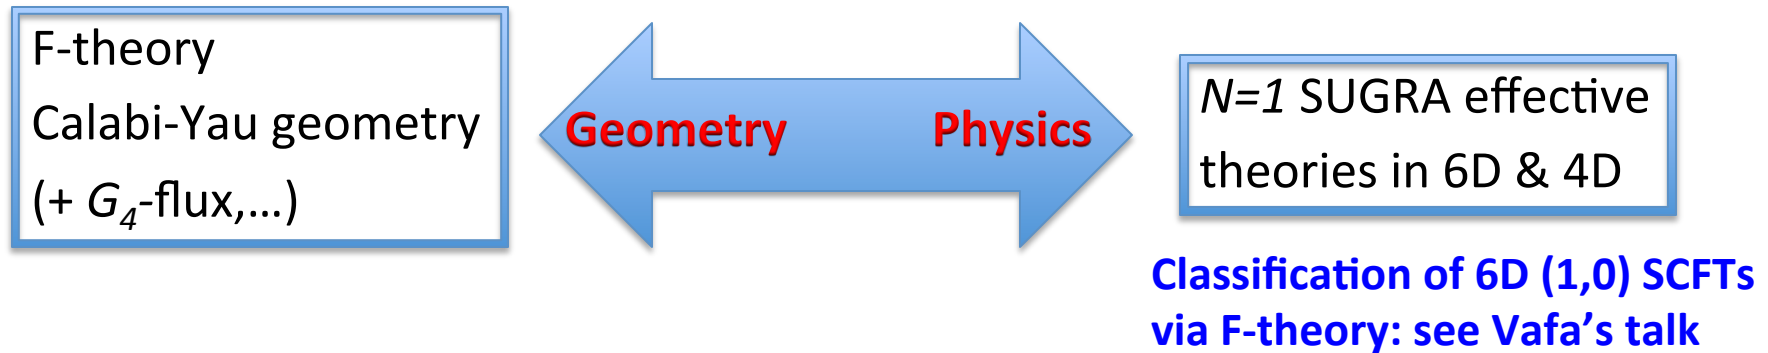 F-theory
Calabi-Yau geometry
(+ G₄-flux,...)
Geometry
Physics
N=1 SUGRA effective
theories in 6D & 4D
Classification of 6D (1,0) SCFTs
via F-theory: see Vafa's talk